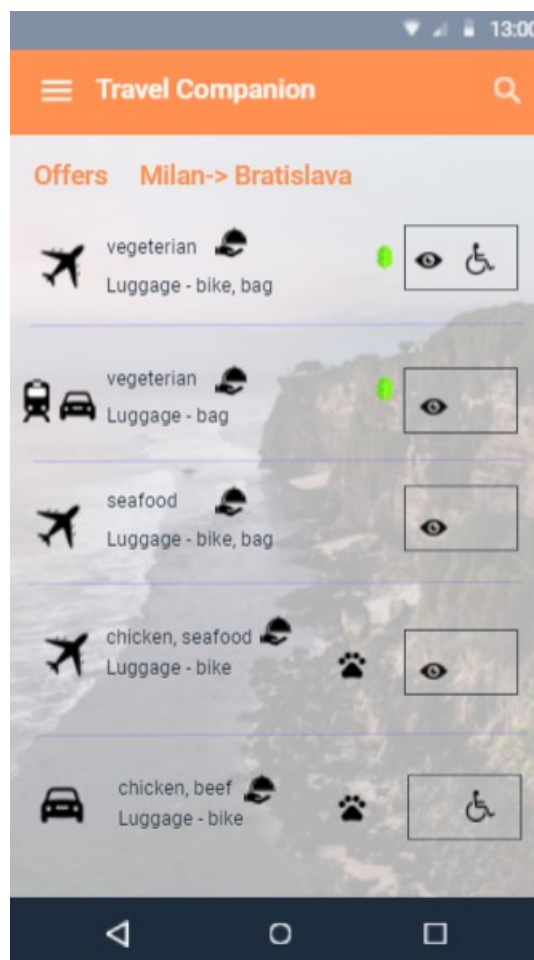 13:00
Travel Companion
Offers Milan-> Bratislava
vegeterian
Luggage - bike, bag
vegeterian
Luggage - bag
seafood
Luggage - bike, bag
chicken, seafood
Luggage - bike
chicken, beef
Luggage - bike